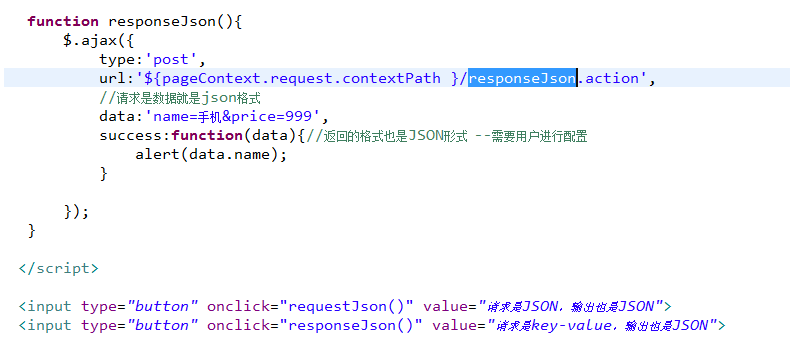 function responseJson(){
$.ajax({
type:'post',
url:'${pageContext.request.contextPath }/responseJson.action',
//请求是数据就是json格式
data:'name=手机&price=999',
success:function(data){//返回的格式也是JSON形式 --需要用户进行配置
alert(data.name);
}
});
}
</script>
<input type="button" onclick="requestJson()" value="请求是JSON，输出也是JSON">
<input type="button" onclick="responseJson()" value="请求是key-value，输出也是JSON">